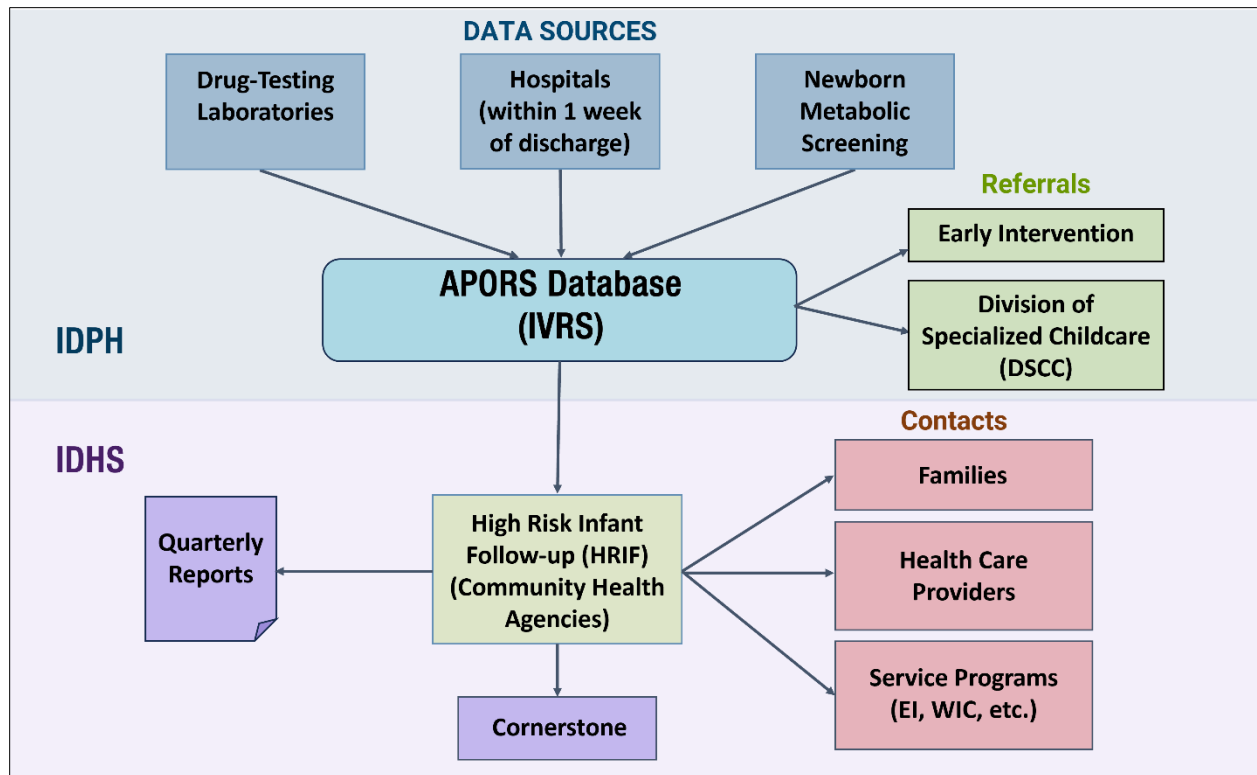 DATA SOURCES
Drug-Testing
Laboratories
Hospitals
(within 1 week
of discharge)
Newborn
Metabolic
Screening
Referrals
Early Intervention
APORS Database
(IVRS)
Division of
Specialized Childcare
(DSCC)
IDPH
IDHS
Contacts
Families
Quarterly
Reports
High Risk Infant
Follow-up (HRIF)
(Community Health
Agencies)
Health Care
Providers
Service Programs
(EI, WIC, etc.)
Cornerstone